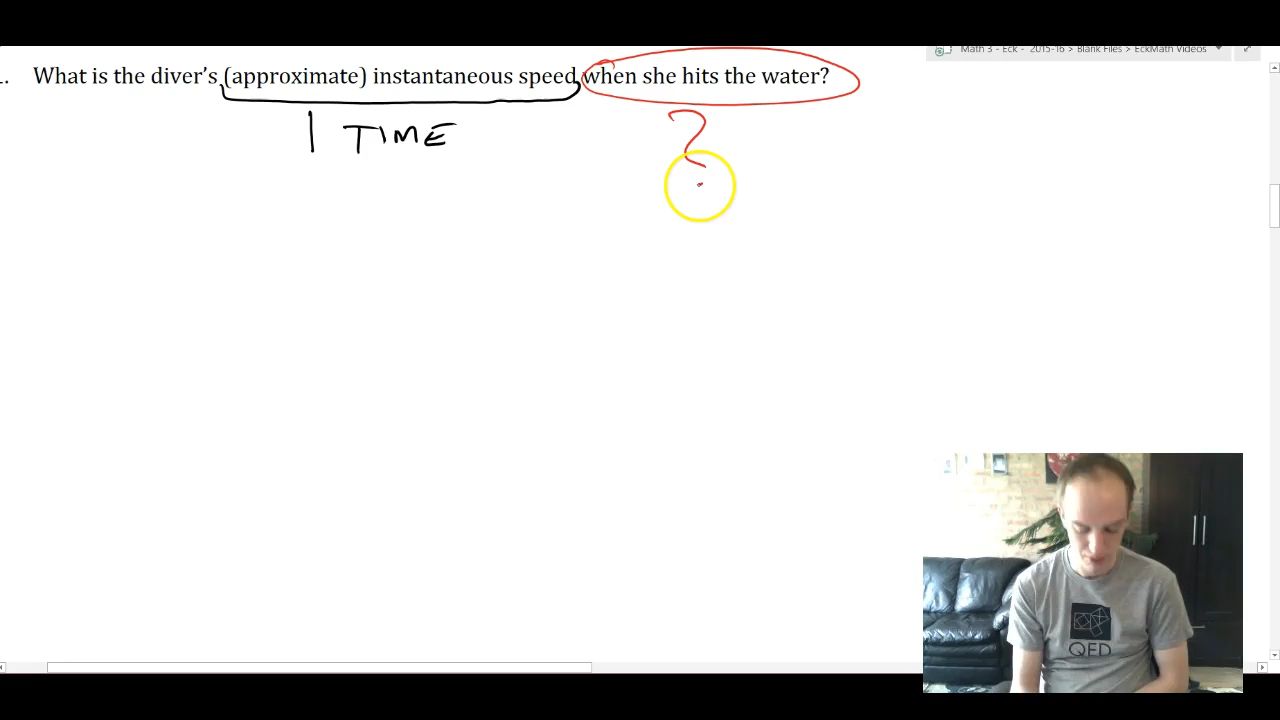 Math 3 - Eck - 2015-16 > Blank Files > EckMath Videos
. What is the diver's (approximate) instantaneous speed when she hits the water?
1 TIME ?
QED